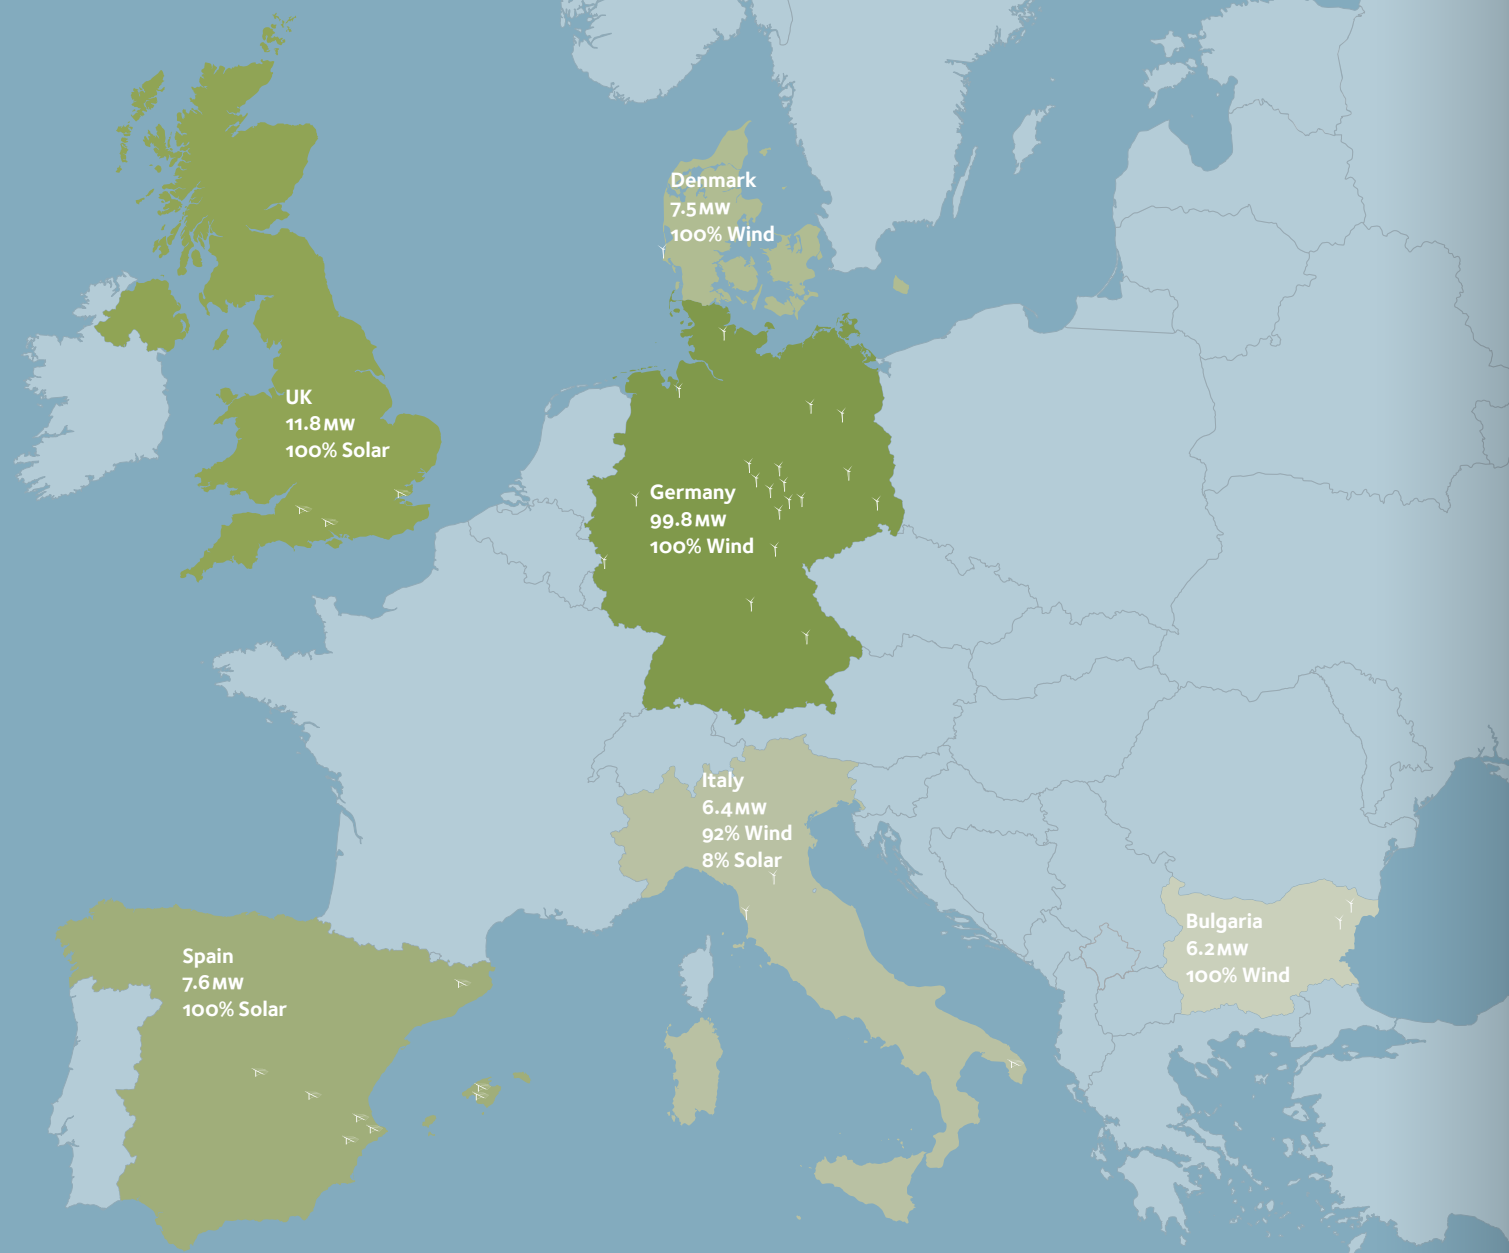 Denmark
7.5 MW
100% Wind
UK
11.8 MW
100% Solar
Germany
99.8 MW
100% Wind
Italy
6.4 MW
92% Wind
8% Solar
Bulgaria
6.2 MW
100% Wind
Spain
7.6 MW
100% Solar